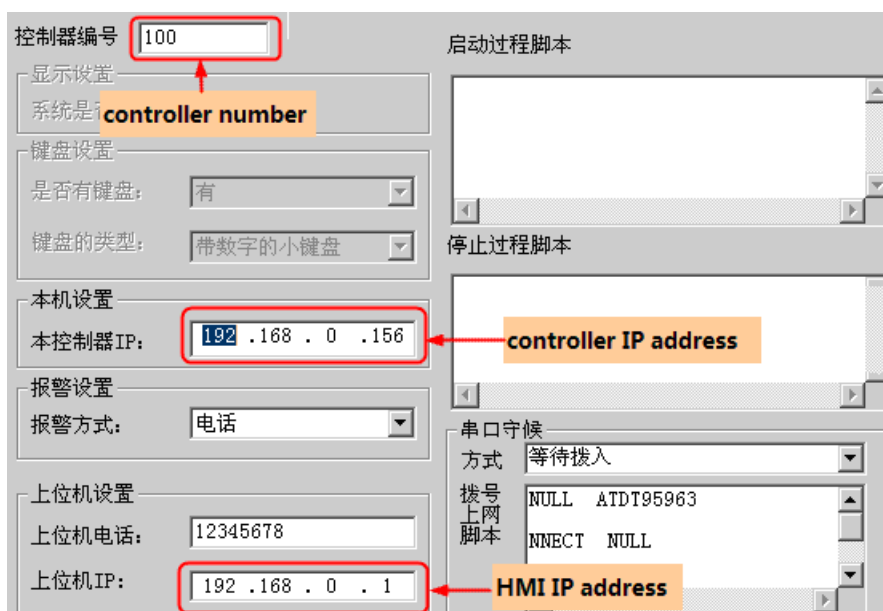 控制器编号 100
显示设置
系统是
controller number
键盘设置
是否有键盘： 有
键盘的类型： 带数字的小键盘
本机设置
本控制器IP： 192 .168 . 0 .156
controller IP address
报警设置
报警方式： 电话
上位机设置
上位机电话： 12345678
上位机IP： 192 .168 . 0 . 1
HMI IP address
启动过程脚本
停止过程脚本
串口守候
方式 等待拨入
拨号上网脚本
NULL ATDT95963
NNECT NULL